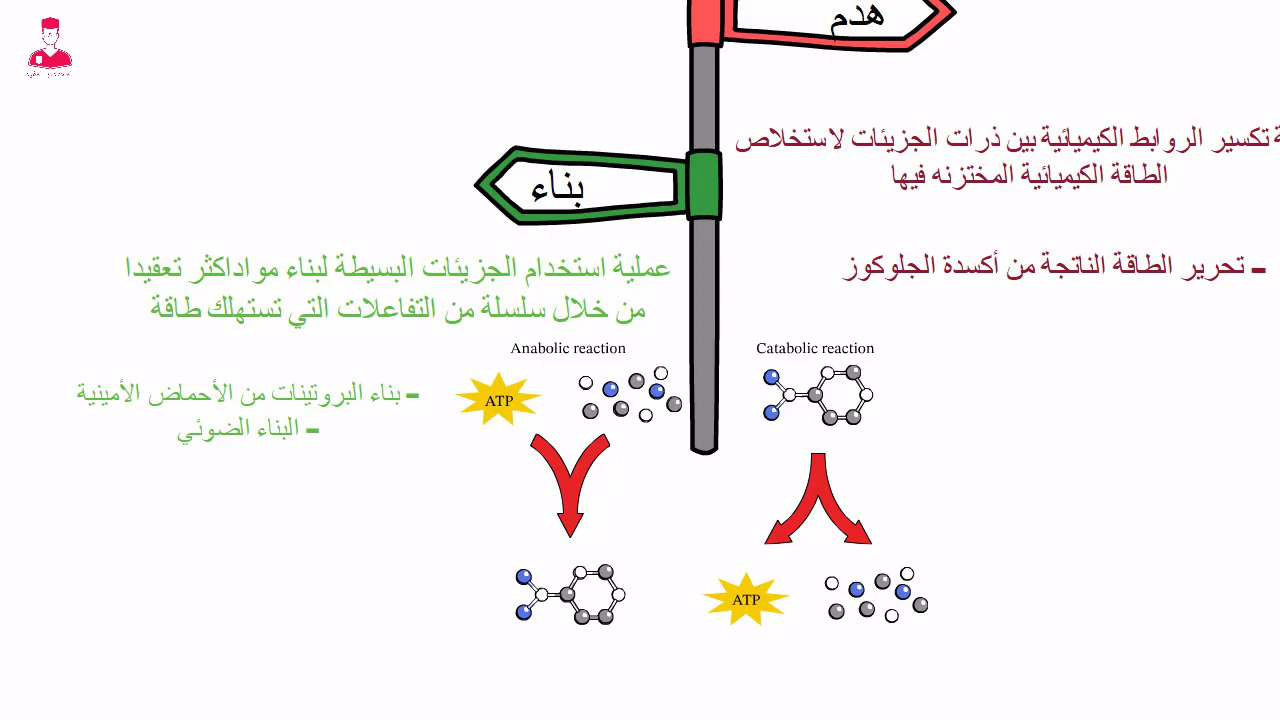 هدم
تكسير الروابط الكيميائية بين ذرات الجزيئات لاستخلاص
الطاقة الكيميائية المختزنه فيها
- تحرير الطاقة الناتجة من أكسدة الجلوكوز
بناء
عملية استخدام الجزيئات البسيطة لبناء مواداكثر تعقيدا
من خلال سلسلة من التفاعلات التي تستهلك طاقة
- بناء البروتينات من الأحماض الأمينية
- البناء الضوئي
Anabolic reaction
Catabolic reaction
ATP
ATP